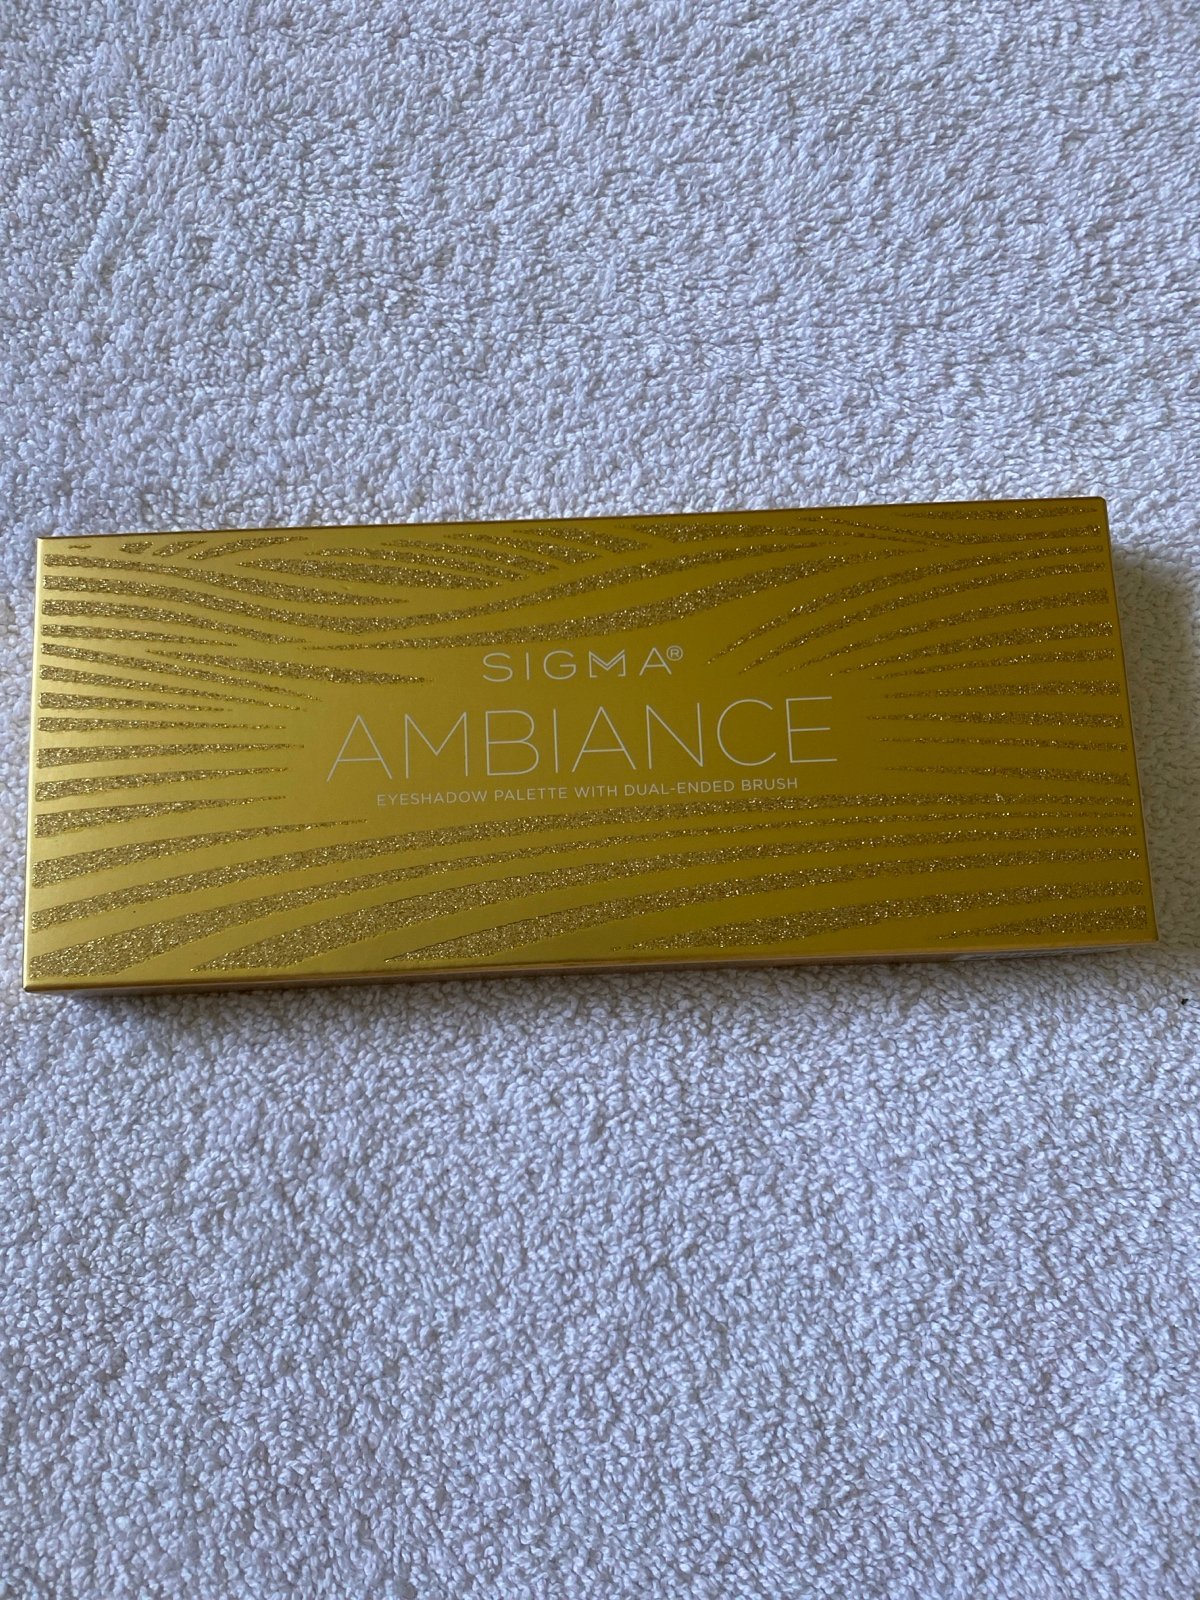 SIGMA®
AMBIANCE
EYESHADOW PALETTE WITH DUAL-ENDED BRUSH